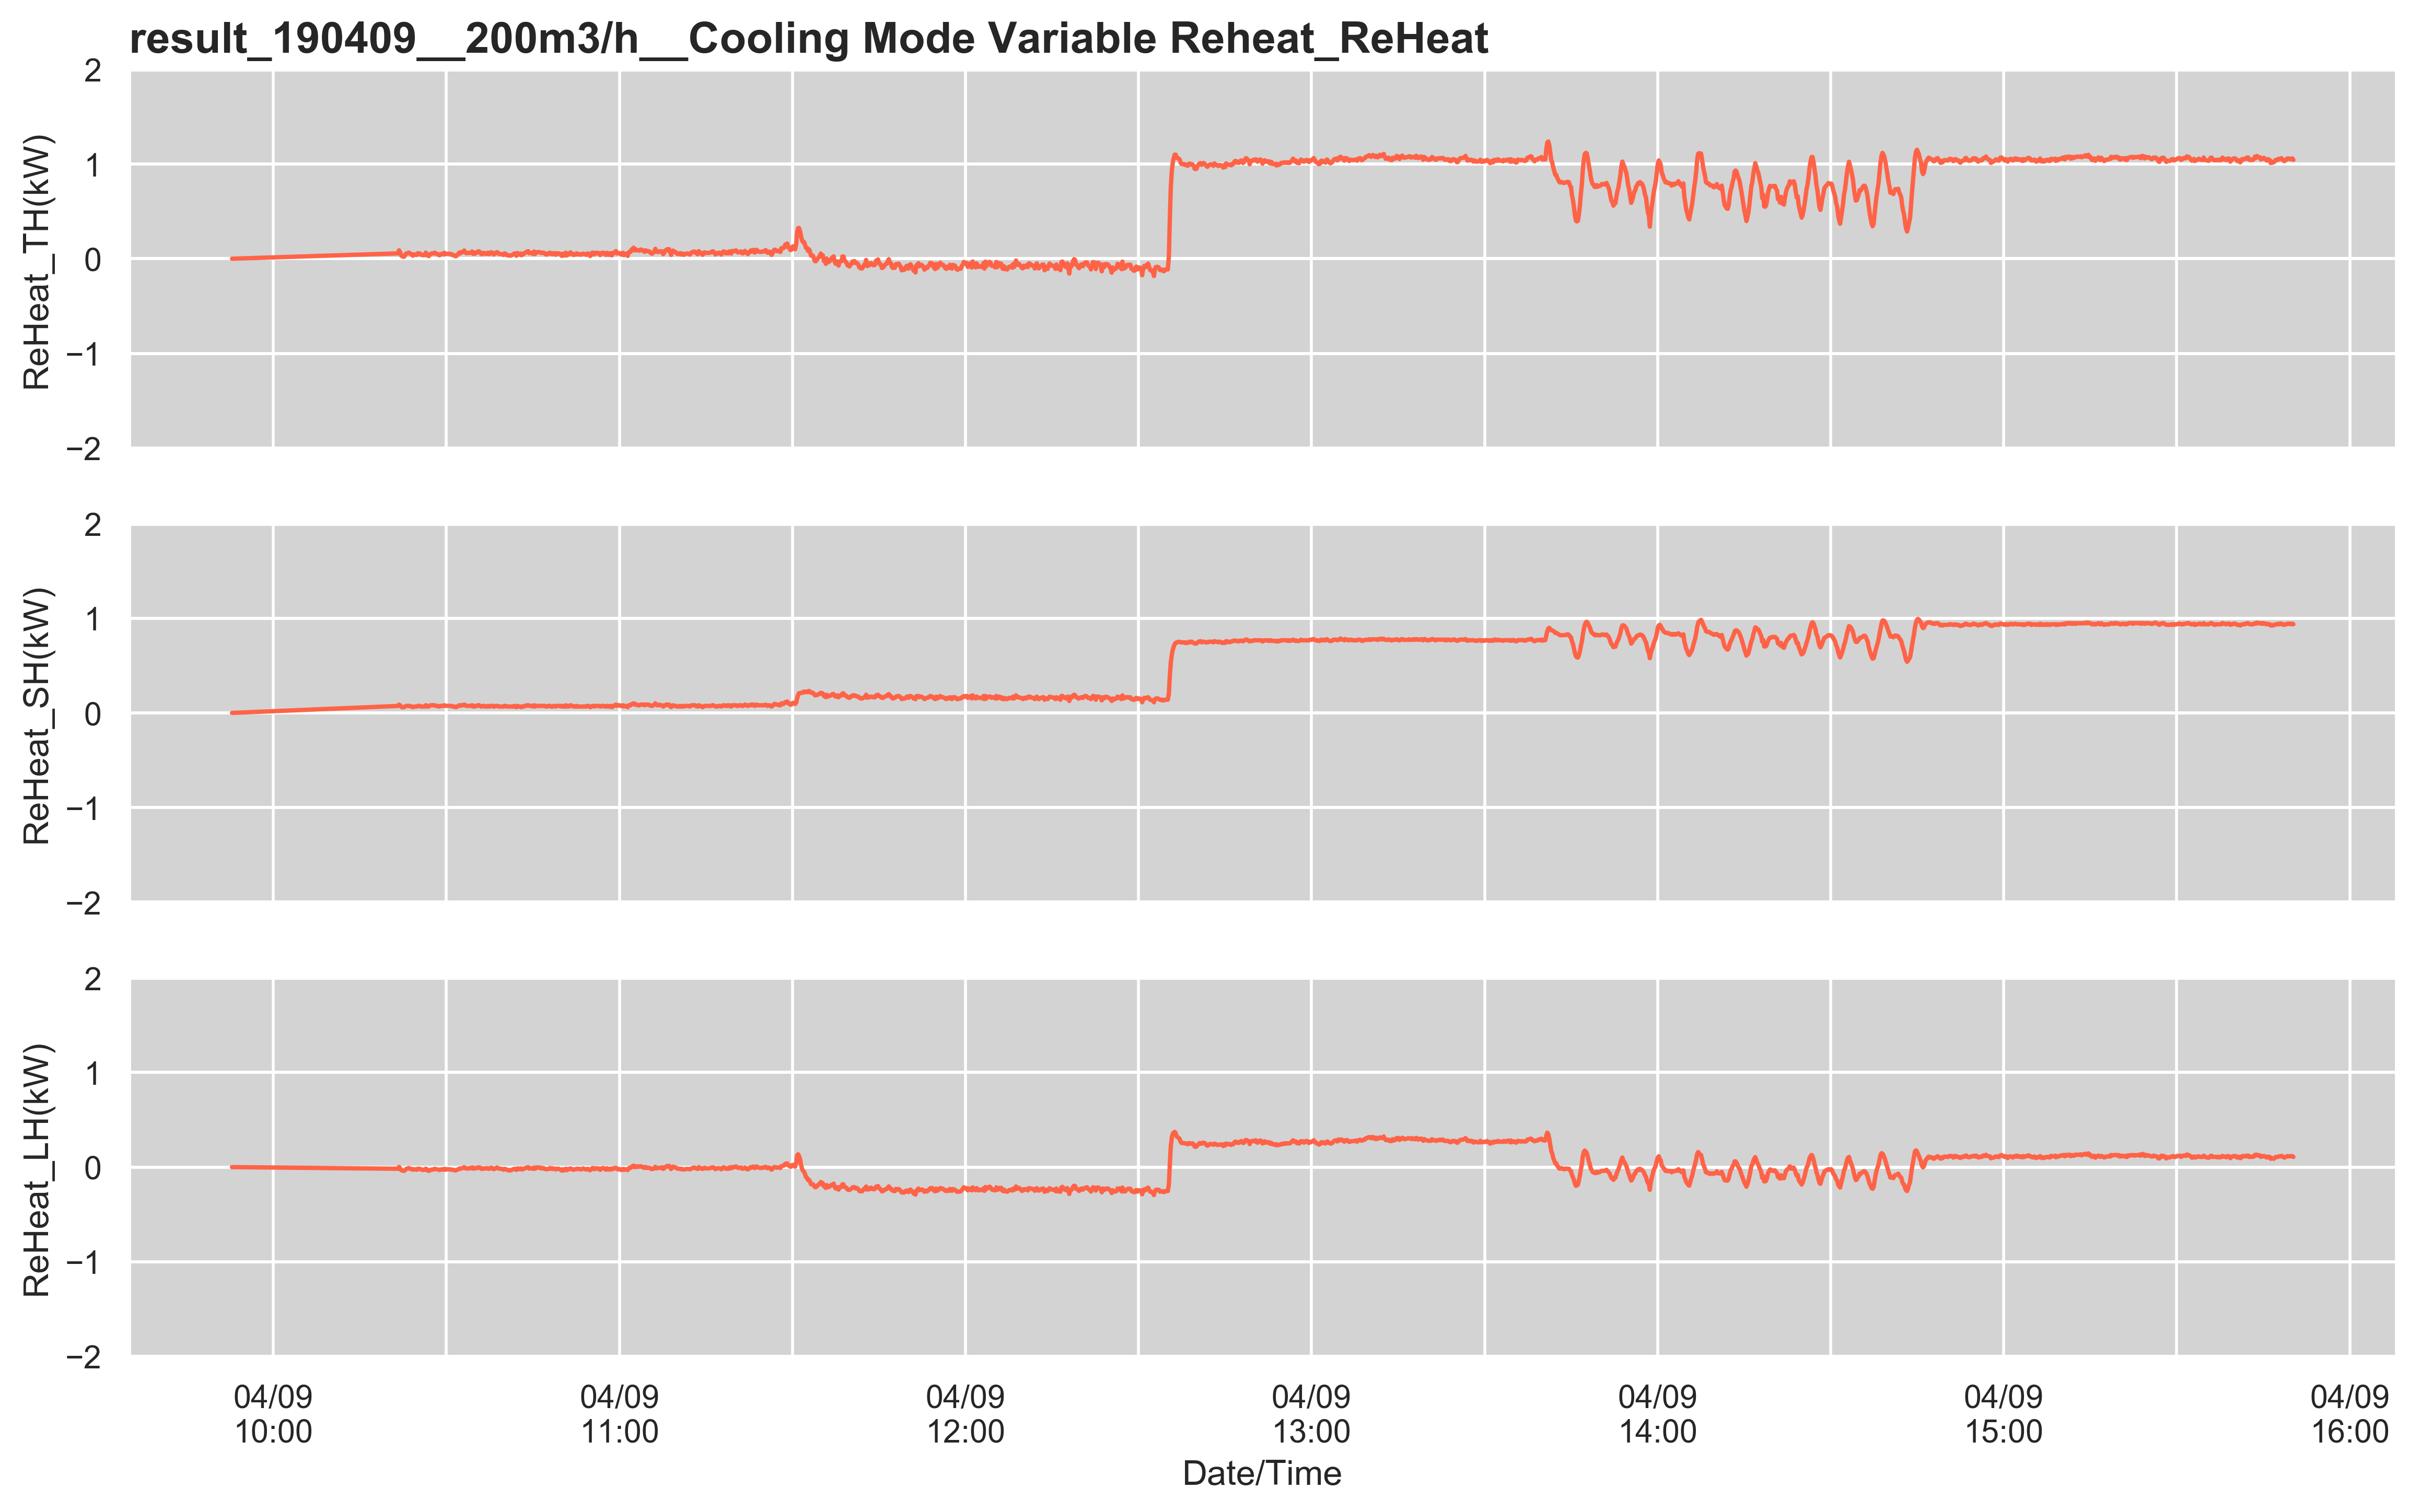 result_190409__200m3/h__Cooling Mode Variable Reheat_ReHeat
2
1
0
−1
−2
ReHeat_TH(kW)
2
1
0
−1
−2
ReHeat_SH(kW)
2
1
0
−1
−2
ReHeat_LH(kW)
04/09 04/09 04/09 04/09 04/09 04/09 04/09
10:00 11:00 12:00 13:00 14:00 15:00 16:00
Date/Time